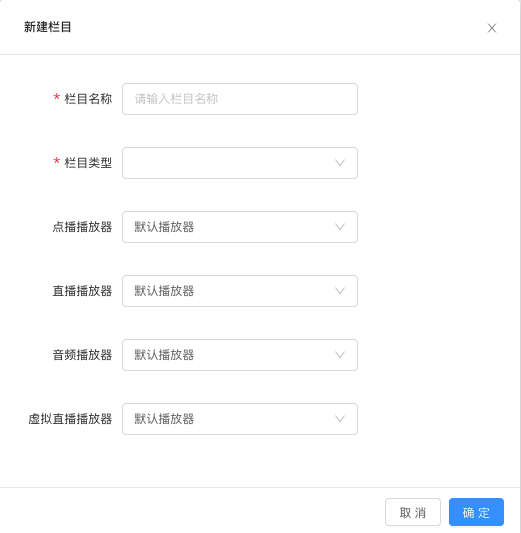 新建栏目
* 栏目名称 请输入栏目名称
* 栏目类型
点播播放器 默认播放器
直播播放器 默认播放器
音频播放器 默认播放器
虚拟直播播放器 默认播放器
取 消 确 定